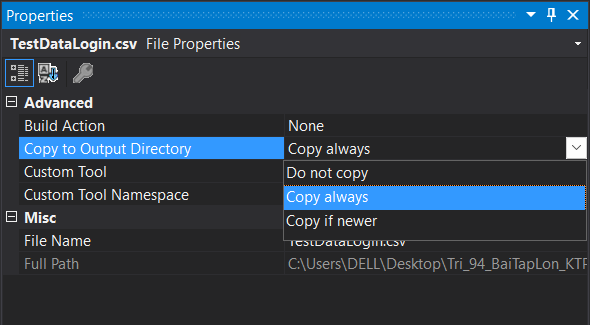 Properties
TestDataLogin.csv File Properties
Advanced
Build Action None
Copy to Output Directory Copy always
Custom Tool Do not copy
Custom Tool Namespace Copy always
Misc Copy if newer
File Name TestDataLogin.csv
Full Path C:\Users\DELL\Desktop\Tri_94_BaiTapLon_KTP